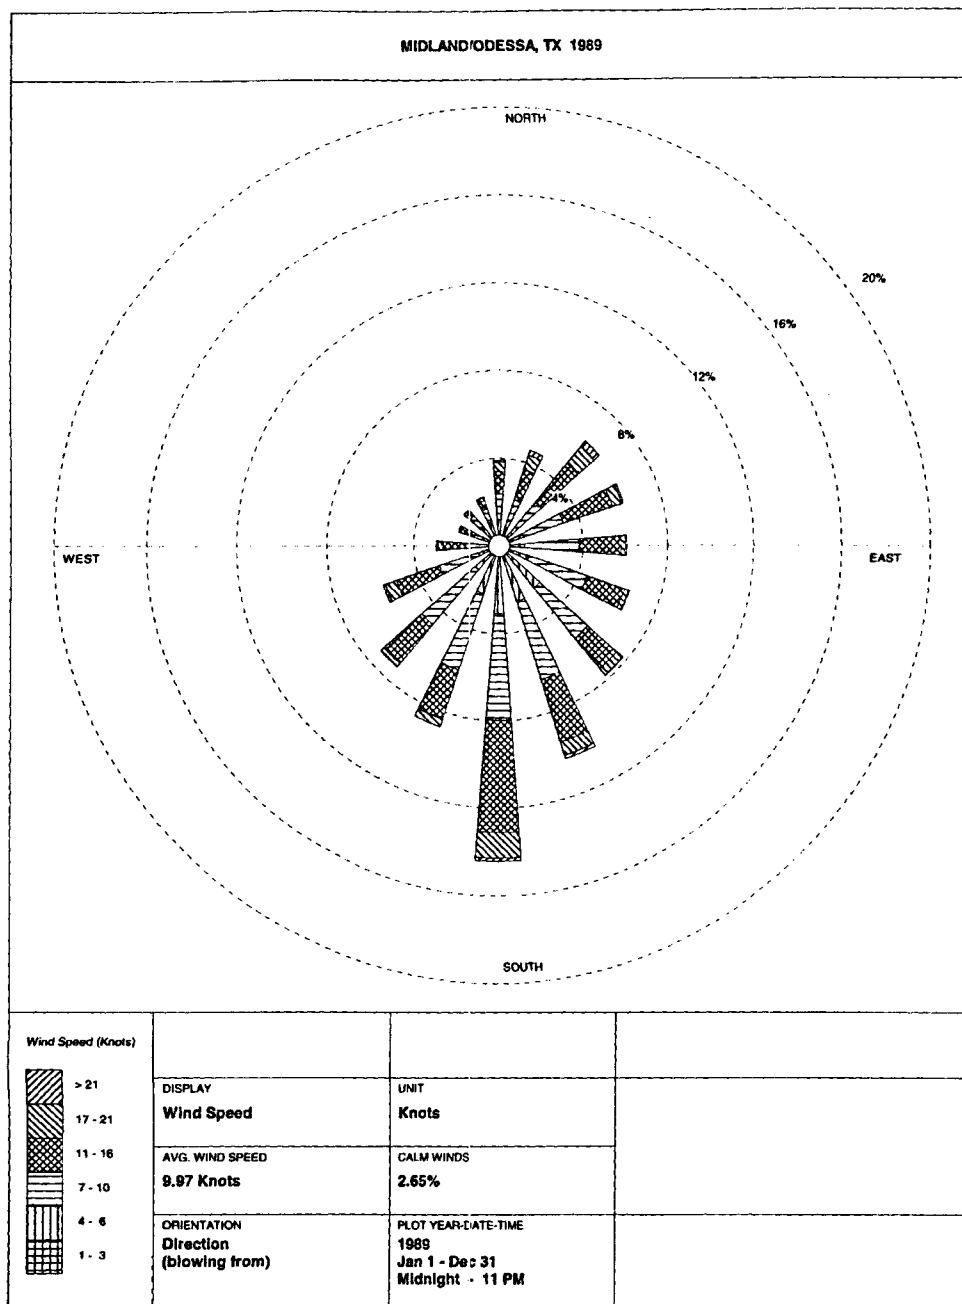 MIDLAND/ODESSA, TX 1989
NORTH
20%
16%
12%
8%
4%
WEST
EAST
SOUTH
Wind Speed (Knots)
> 21
17 - 21
11 - 16
7 - 10
4 - 6
1 - 3
DISPLAY
Wind Speed
UNIT
Knots
AVG. WIND SPEED
9.97 Knots
CALM WINDS
2.65%
ORIENTATION
Direction
(blowing from)
PLOT YEAR-DATE-TIME
1989
Jan 1 - Dec 31
Midnight - 11 PM